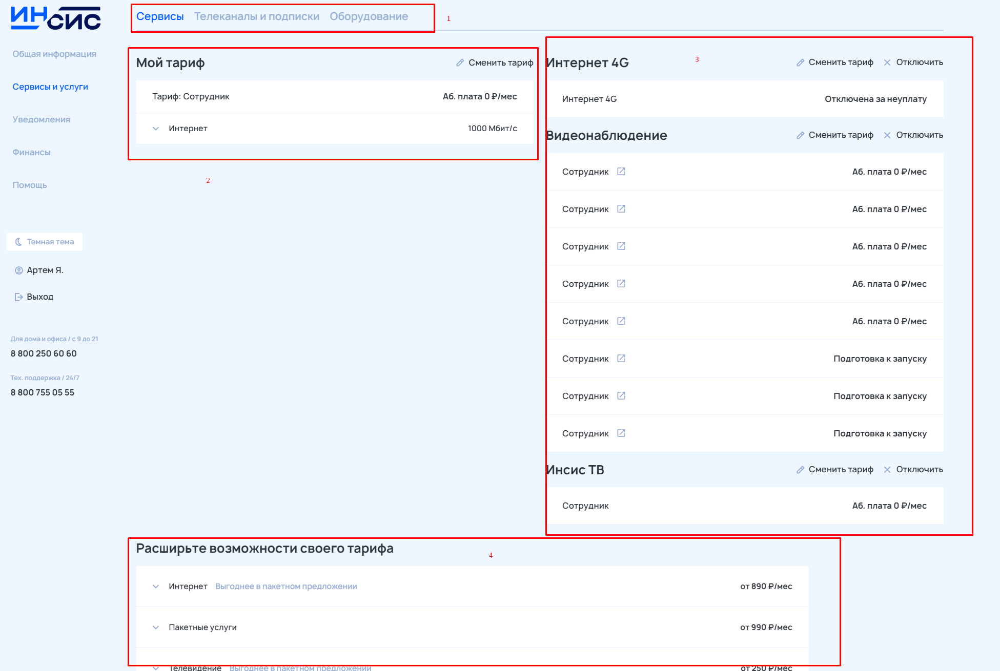 ИНСИС
Общая информация
Сервисы и услуги
Уведомления
Финансы
Помощь
Темная тема
Артем Я.
Выход
Для дома и офиса / с 9 до 21
8 800 250 60 60
Тех. поддержка / 24/7
8 800 755 05 55
Сервисы Телеканалы и подписки Оборудование
1
Мой тариф Сменить тариф
Тариф: Сотрудник Аб. плата 0 ₽/мес
Интернет 1000 Мбит/с
2
3
Интернет 4G Сменить тариф Отключить
Интернет 4G Отключена за неуплату
Видеонаблюдение Сменить тариф Отключить
Сотрудник Аб. плата 0 ₽/мес
Сотрудник Аб. плата 0 ₽/мес
Сотрудник Аб. плата 0 ₽/мес
Сотрудник Аб. плата 0 ₽/мес
Сотрудник Аб. плата 0 ₽/мес
Сотрудник Подготовка к запуску
Сотрудник Подготовка к запуску
Сотрудник Подготовка к запуску
Инсис ТВ Сменить тариф Отключить
Сотрудник Аб. плата 0 ₽/мес
Расширьте возможности своего тарифа
4
Интернет Выгоднее в пакетном предложении от 890 ₽/мес
Пакетные услуги от 990 ₽/мес
Телевидение Выгоднее в пакетном предложении от 250 ₽/мес